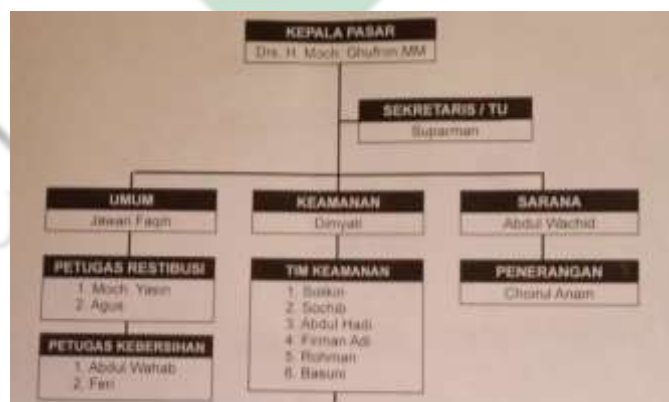 KEPALA PASAR
Drs. H. Moch. Ghufron MM
SEKRETARIS / TU
Suparman
UMUM
Jawari Faqih
KEAMANAN
Dimyati
SARANA
Abdul Wachid
PETUGAS RESTIBUSI
1. Moch. Yasin
2. Agus
TIM KEAMANAN
1. Solikin
2. Sochib
3. Abdul Hadi
4. Firman Adi
5. Rohman
6. Basuni
PENERANGAN
Choirul Anam
PETUGAS KEBERSIHAN
1. Abdul Wahab
2. Feri